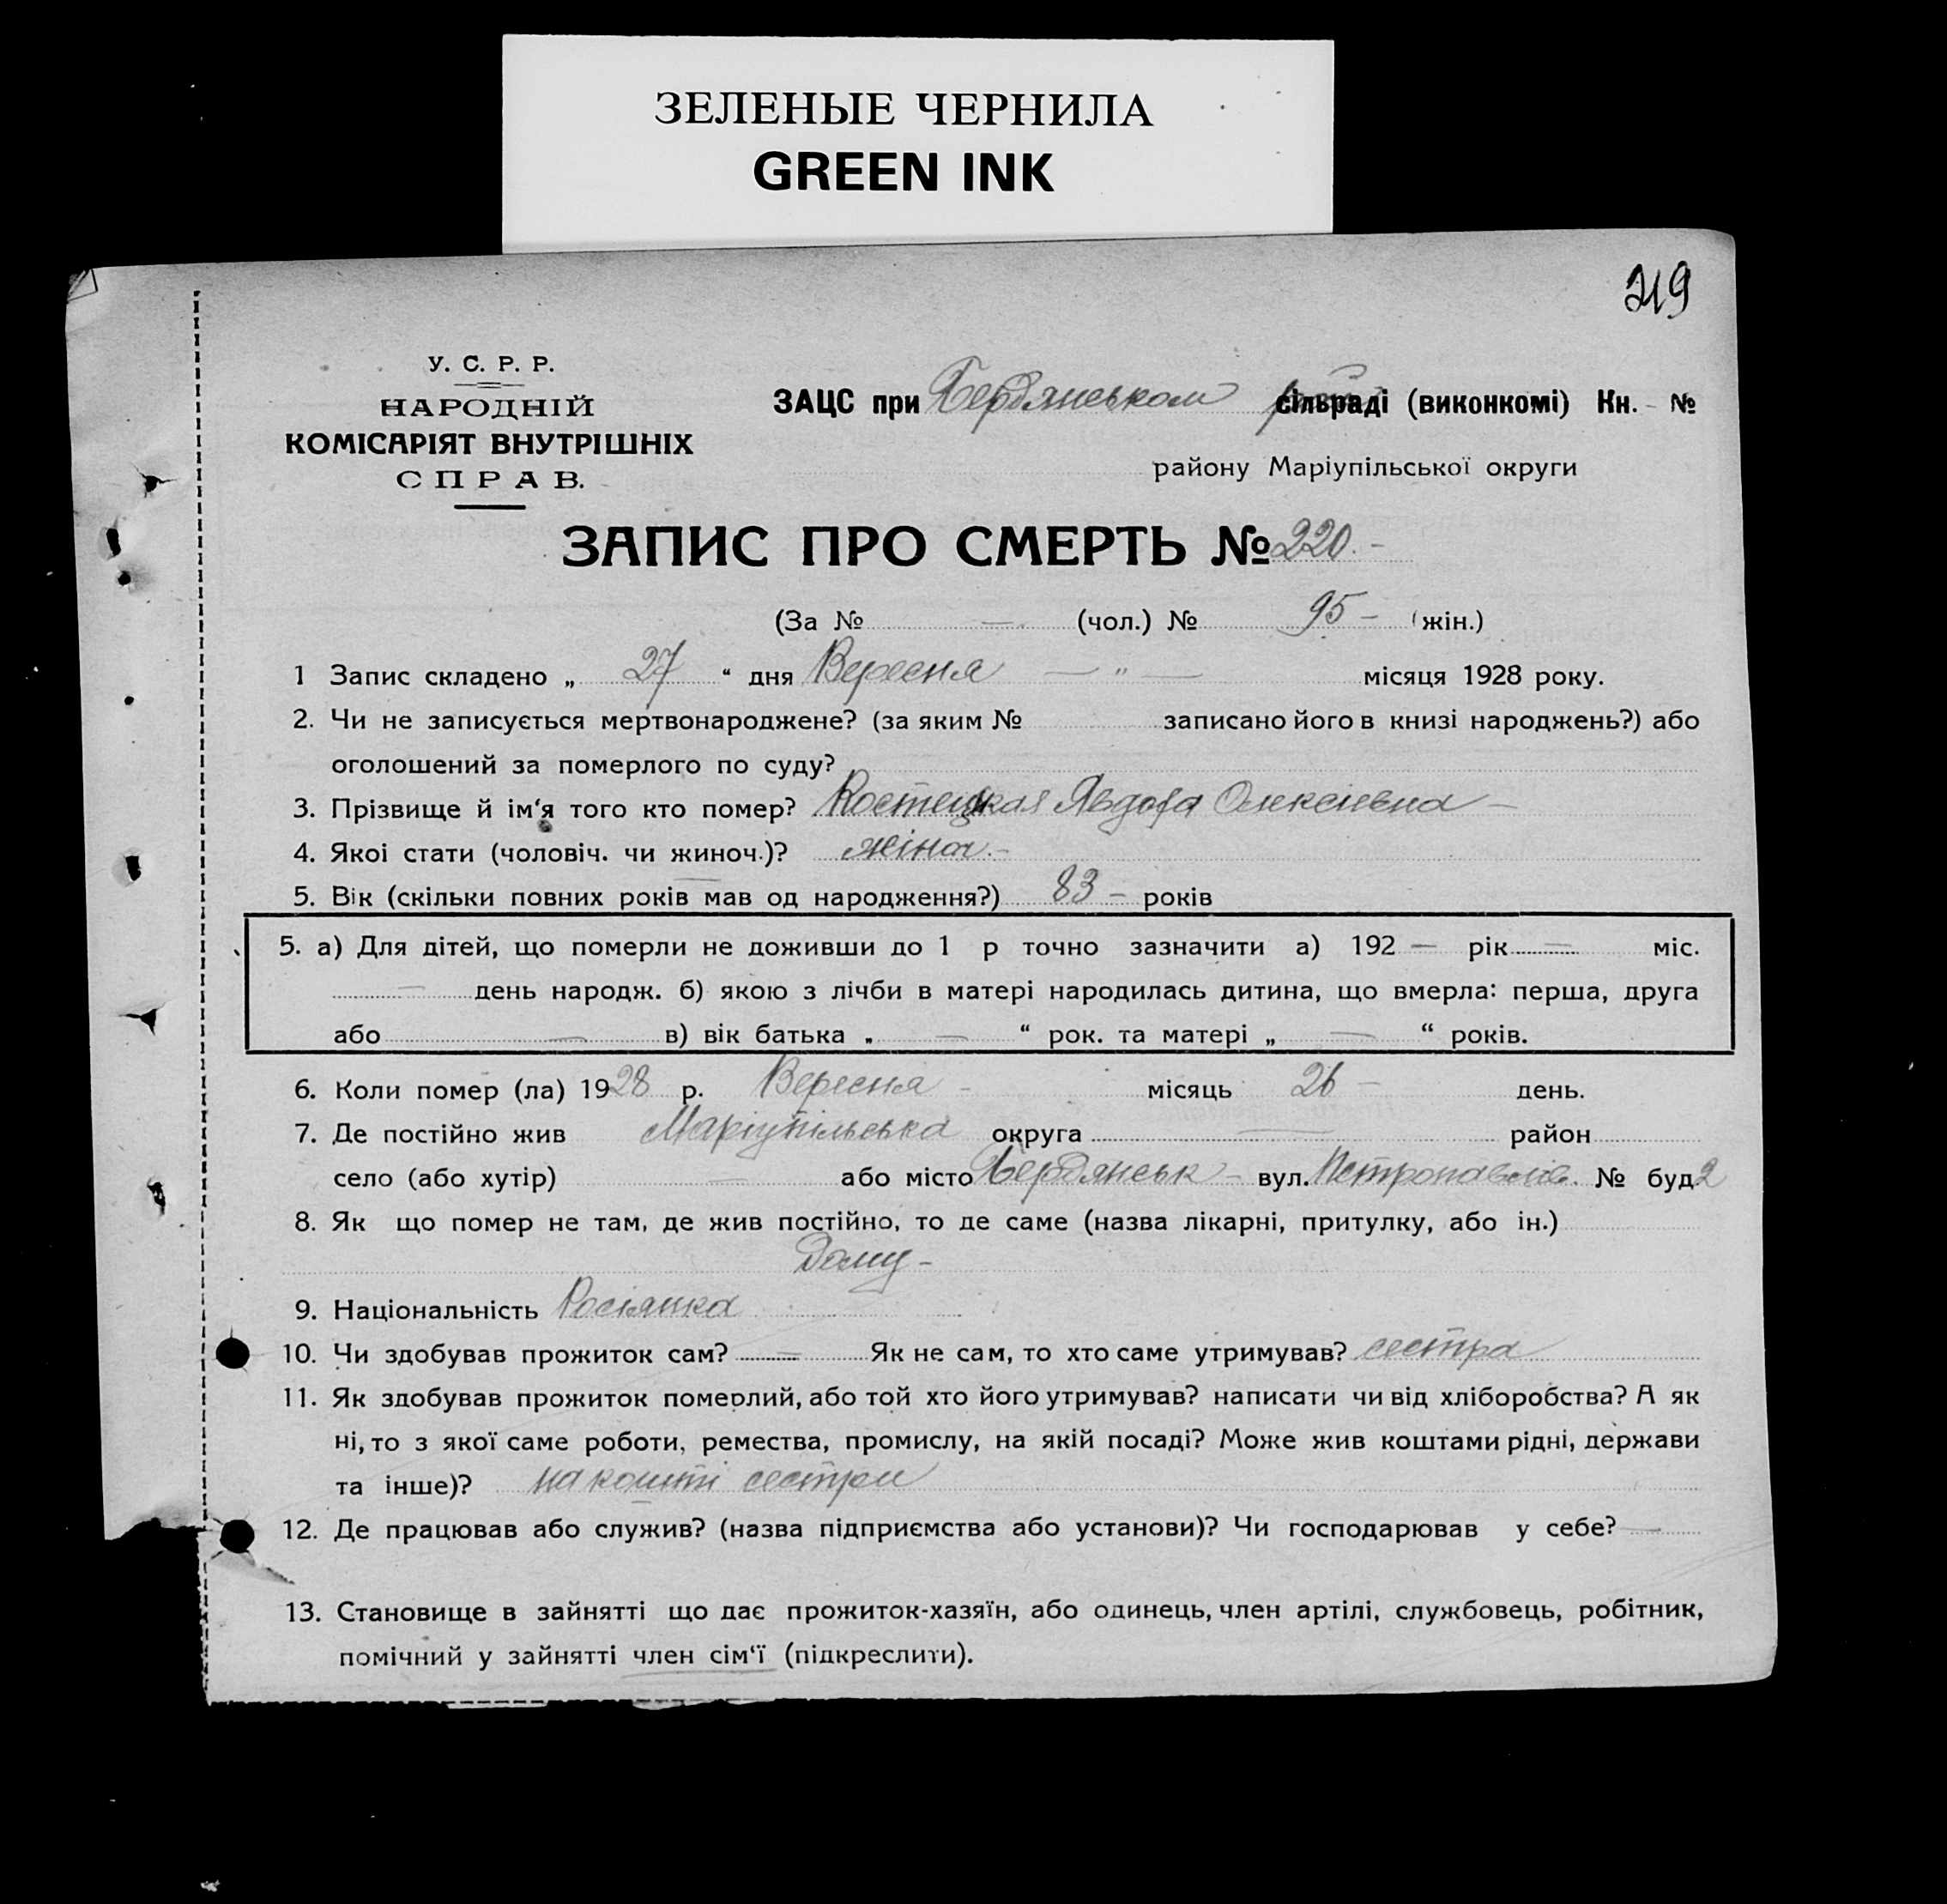 ЗЕЛЕНЫЕ ЧЕРНИЛА
GREEN INK
219
У. С. Р. Р.
НАРОДНІЙ
КОМІСАРІЯТ ВНУТРІШНІХ
СПРАВ.
ЗАЦС при Бердянськом сільраді (виконкомі) Кн. - №
району Маріупільської округи
ЗАПИС ПРО СМЕРТЬ № 220. -
(За № — (чол.) № 95 - (жін.)
1 Запис складено „ 27 “ дня Вересня — " — місяця 1928 року.
2. Чи не записується мертвонароджене? (за яким № записано його в книзі народжень?) або
оголошений за померлого по суду?
3. Прізвище й ім‘я того кто помер? Костецкая Явдоха Олексіевна -
4. Якоі стати (чоловіч. чи жиноч.)? жіноч. -
5. Вік (скільки повних років мав од народження?) 83 - років
5. а) Для дітей, що померли не доживши до 1 р точно зазначити а) 192 — рік — міс.
— день народж. б) якою з лічби в матері народилась дитина, що вмерла: перша, друга
або — в) вік батька „ — “ рок. та матері „ — “ років.
6. Коли помер (ла) 1928 р. Вересня - місяць 26 - день.
7. Де постійно жив Маріупільська округа — район
село (або хутір) — або місто Бердянськ - вул. Петропавлів. № буд. 2
8. Як що помер не там, де жив постійно, то де саме (назва лікарні, притулку, або ін.)
Дому -
9. Національність Росіянка
10. Чи здобував прожиток сам? — Як не сам, то хто саме утримував? сестра
11. Як здобував прожиток померлий, або той хто його утримував? написати чи від хліборобства? А як
ні, то з якої саме роботи, ремества, промислу, на якій посаді? Може жив коштами рідні, держави
та інше)? на кошті сестри
12. Де працював або служив? (назва підприємства або установи)? Чи господарював у себе? —
13. Становище в зайнятті що дає прожиток-хазяїн, або одинець, член артілі, службовець, робітник,
помічний у зайнятті член сім‘ї (підкреслити).